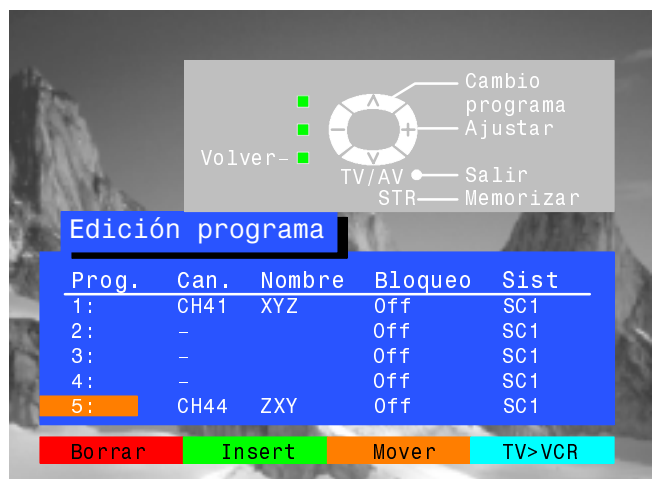 Cambio
programa
Ajustar
Volver–
TV/AV
Salir
STR
Memorizar
Edición programa
Prog. Can. Nombre Bloqueo Sist
1: CH41 XYZ Off SC1
2: – Off SC1
3: – Off SC1
4: – Off SC1
5: CH44 ZXY Off SC1
Borrar Insert Mover TV>VCR